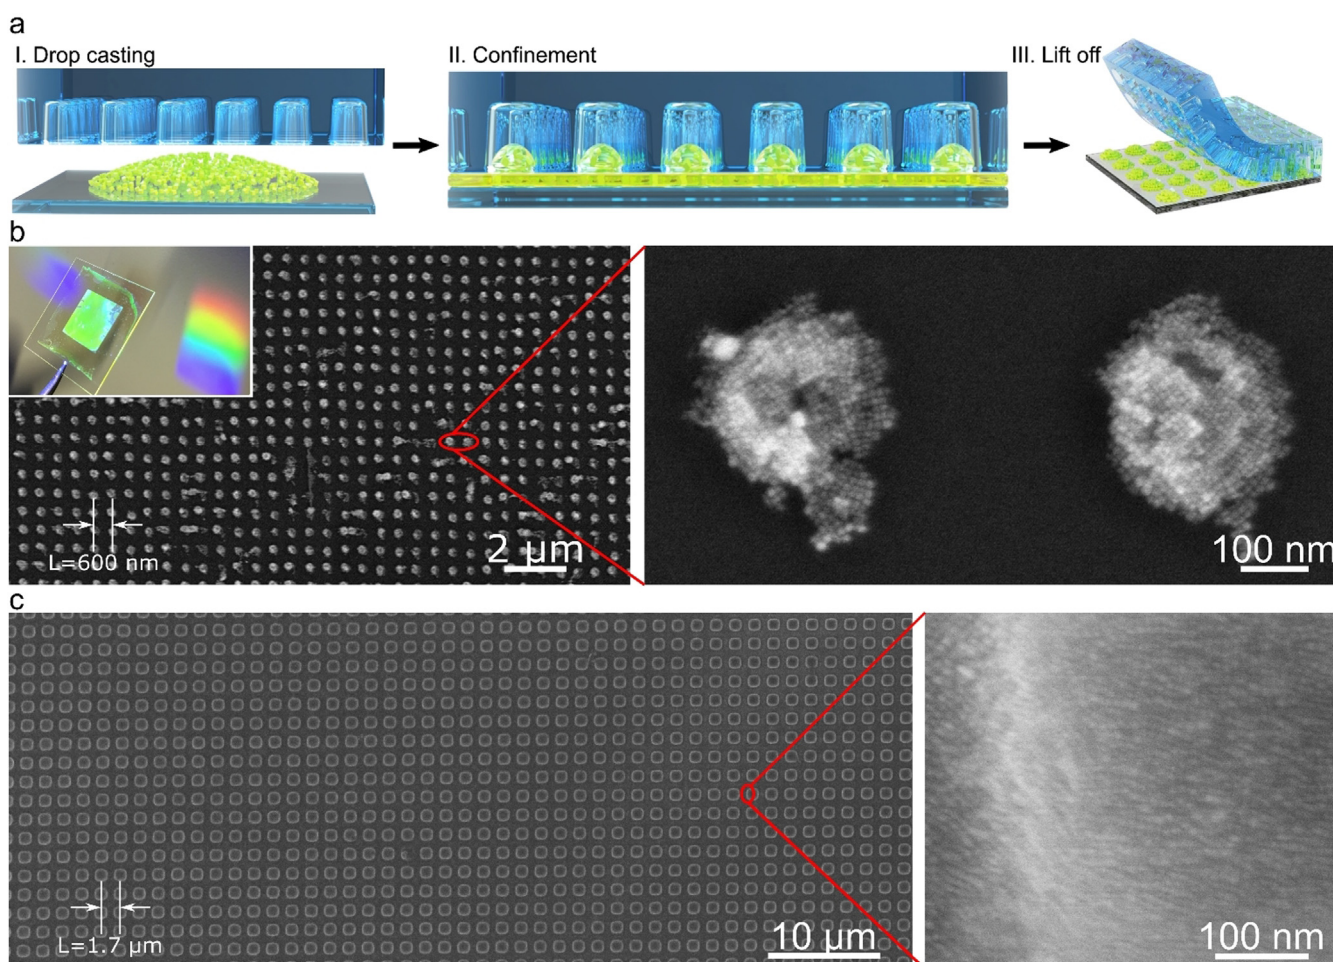 a
I. Drop casting
II. Confinement
III. Lift off
b
L=600 nm
2 µm
100 nm
c
L=1.7 µm
10 µm
100 nm